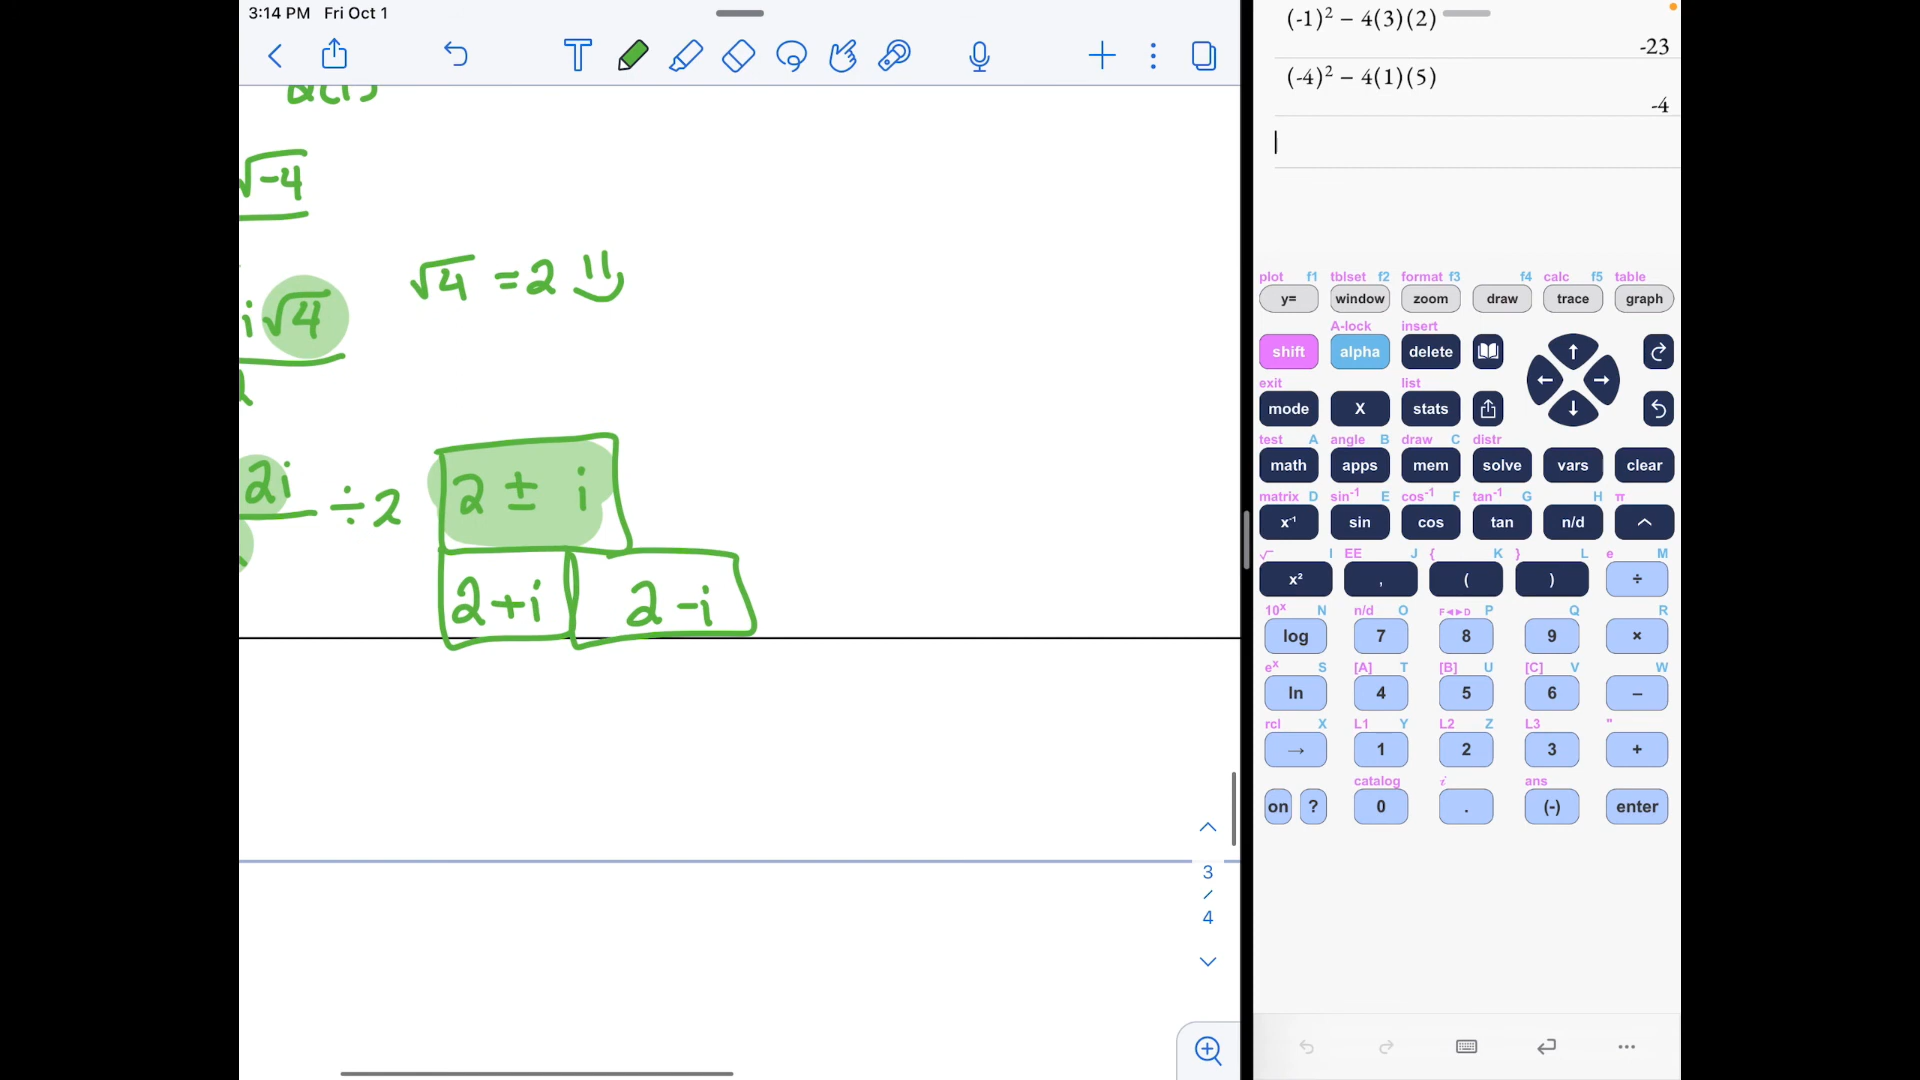 3:14 PM Fri Oct 1
2(1)
√-4
√4 = 2
i√4
2
2i ÷2
2 ± i
2+i 2-i
3
/
4
(-1)² − 4(3)(2)
-23
(-4)² − 4(1)(5)
-4
plot f1 tblset f2 format f3 f4 calc f5 table
y= window zoom draw trace graph
A-lock insert
shift alpha delete
exit list
mode X stats
test A angle B draw C distr
math apps mem solve vars clear
matrix D sin⁻¹ E cos⁻¹ F tan⁻¹ G H π
x⁻¹ sin cos tan n/d ^
√‾ I EE J { K } L e M
x² , ( ) ÷
10ˣ N n/d O F◄►D P Q R
log 7 8 9 ×
eˣ S [A] T [B] U [C] V W
ln 4 5 6 −
rcl X L1 Y L2 Z L3 "
→ 1 2 3 +
catalog i ans
on ? 0 . (-) enter